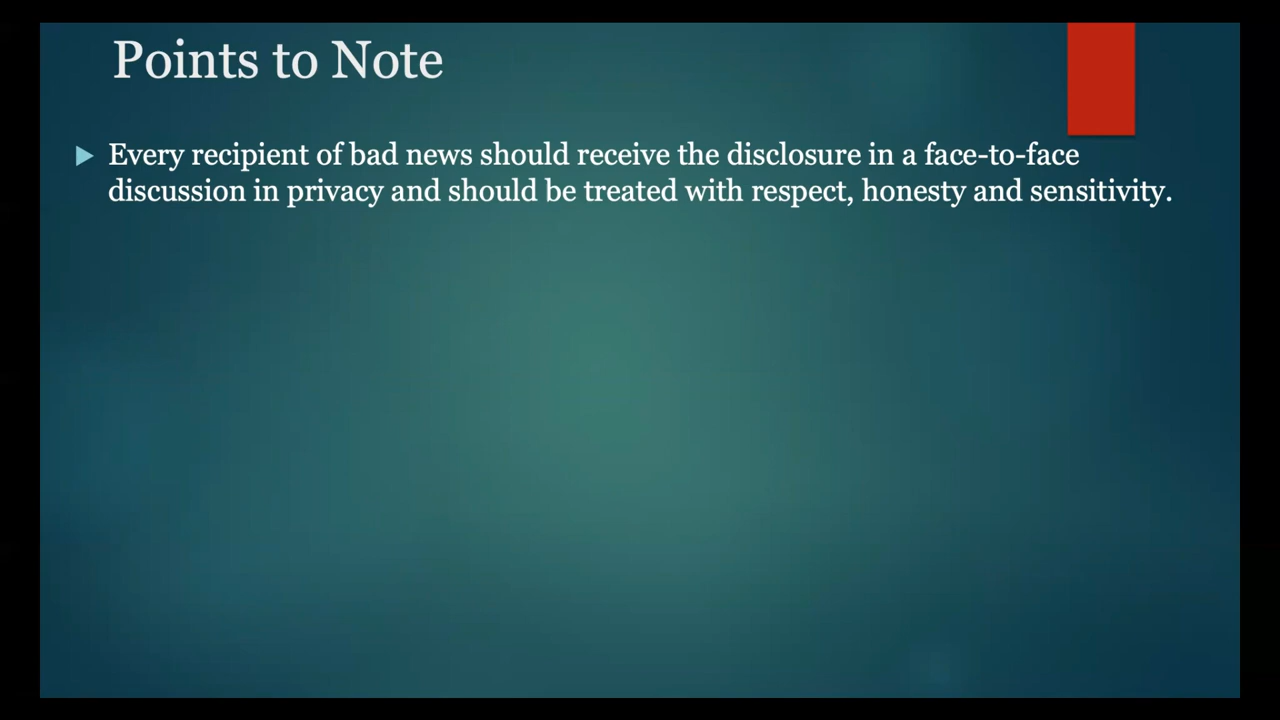 Points to Note
Every recipient of bad news should receive the disclosure in a face-to-face
discussion in privacy and should be treated with respect, honesty and sensitivity.